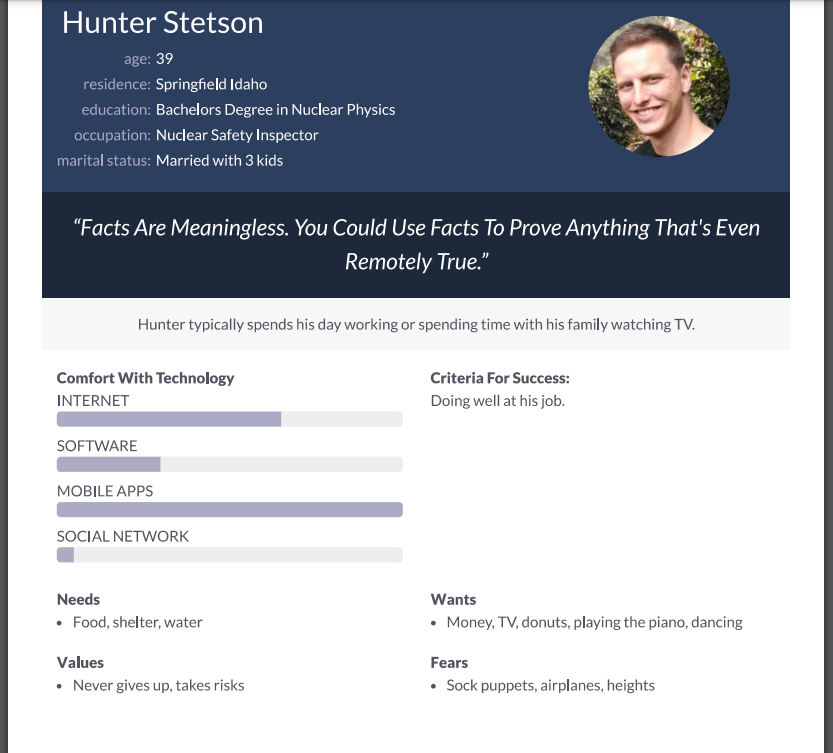 Hunter Stetson
age: 39
residence: Springfield Idaho
education: Bachelors Degree in Nuclear Physics
occupation: Nuclear Safety Inspector
marital status: Married with 3 kids
“Facts Are Meaningless. You Could Use Facts To Prove Anything That's Even
Remotely True.”
Hunter typically spends his day working or spending time with his family watching TV.
Comfort With Technology
INTERNET
SOFTWARE
MOBILE APPS
SOCIAL NETWORK
Criteria For Success:
Doing well at his job.
Needs
• Food, shelter, water
Wants
• Money, TV, donuts, playing the piano, dancing
Values
• Never gives up, takes risks
Fears
• Sock puppets, airplanes, heights